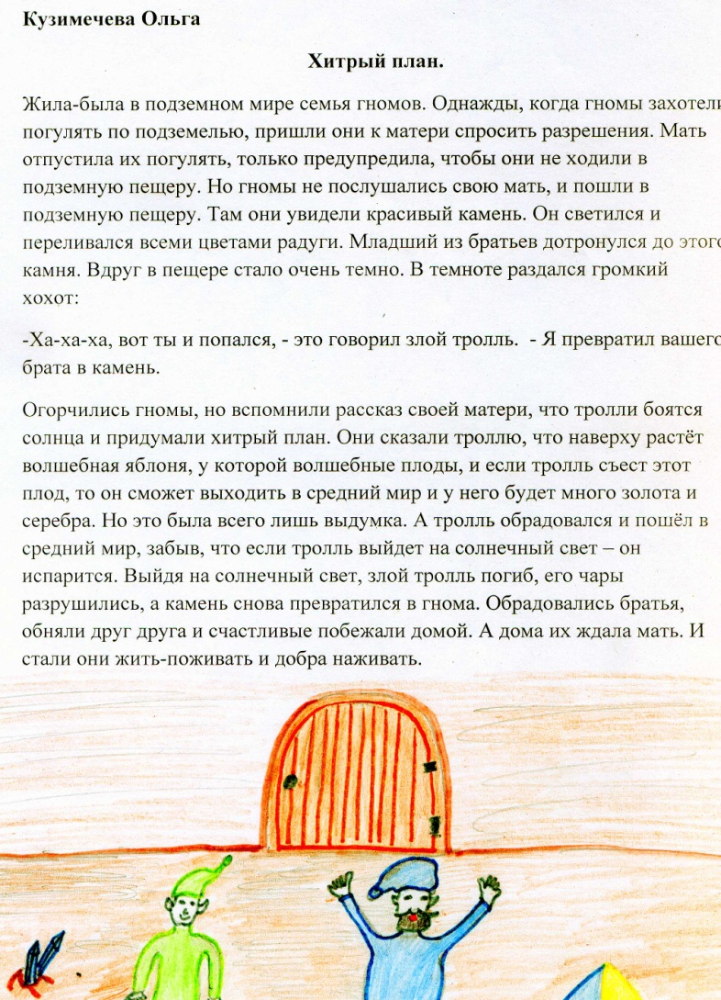 Кузимечева Ольга
Хитрый план.
Жила-была в подземном мире семья гномов. Однажды, когда гномы захотели
погулять по подземелью, пришли они к матери спросить разрешения. Мать
отпустила их погулять, только предупредила, чтобы они не ходили в
подземную пещеру. Но гномы не послушались свою мать, и пошли в
подземную пещеру. Там они увидели красивый камень. Он светился и
переливался всеми цветами радуги. Младший из братьев дотронулся до этого
камня. Вдруг в пещере стало очень темно. В темноте раздался громкий
хохот:
-Ха-ха-ха, вот ты и попался, - это говорил злой тролль.  - Я превратил вашего
брата в камень.
Огорчились гномы, но вспомнили рассказ своей матери, что тролли боятся
солнца и придумали хитрый план. Они сказали троллю, что наверху растёт
волшебная яблоня, у которой волшебные плоды, и если тролль съест этот
плод, то он сможет выходить в средний мир и у него будет много золота и
серебра. Но это была всего лишь выдумка. А тролль обрадовался и пошёл в
средний мир, забыв, что если тролль выйдет на солнечный свет – он
испарится. Выйдя на солнечный свет, злой тролль погиб, его чары
разрушились, а камень снова превратился в гнома. Обрадовались братья,
обняли друг друга и счастливые побежали домой. А дома их ждала мать. И
стали они жить-поживать и добра наживать.